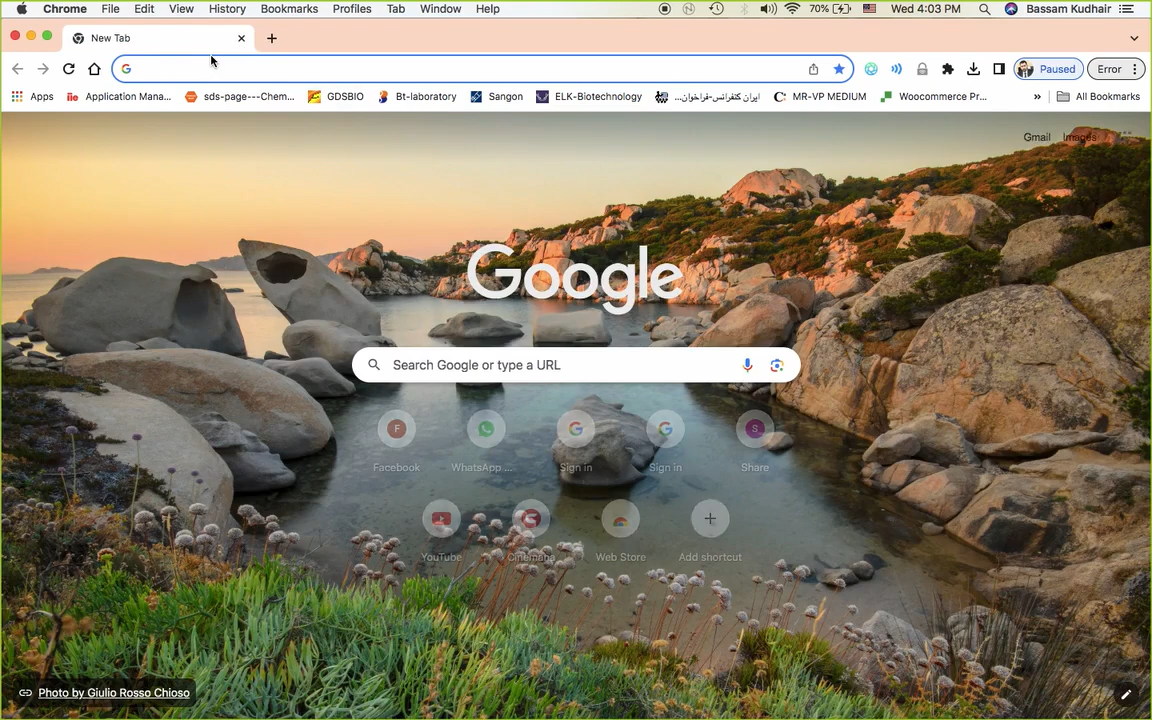 Chrome File Edit View History Bookmarks Profiles Tab Window Help 70% Wed 4:03 PM Bassam Kudhair
New Tab
Paused Error
Apps Application Mana... sds-page---Chem... GDSBIO Bt-laboratory Sangon ELK-Biotechnology ایران کنفرانس-فراخوان... MR-VP MEDIUM Woocommerce Pr... » All Bookmarks
Gmail Images
Google
Search Google or type a URL
Facebook WhatsApp ... Sign in Sign in Share
YouTube Cinemana Web Store Add shortcut
Photo by Giulio Rosso Chioso